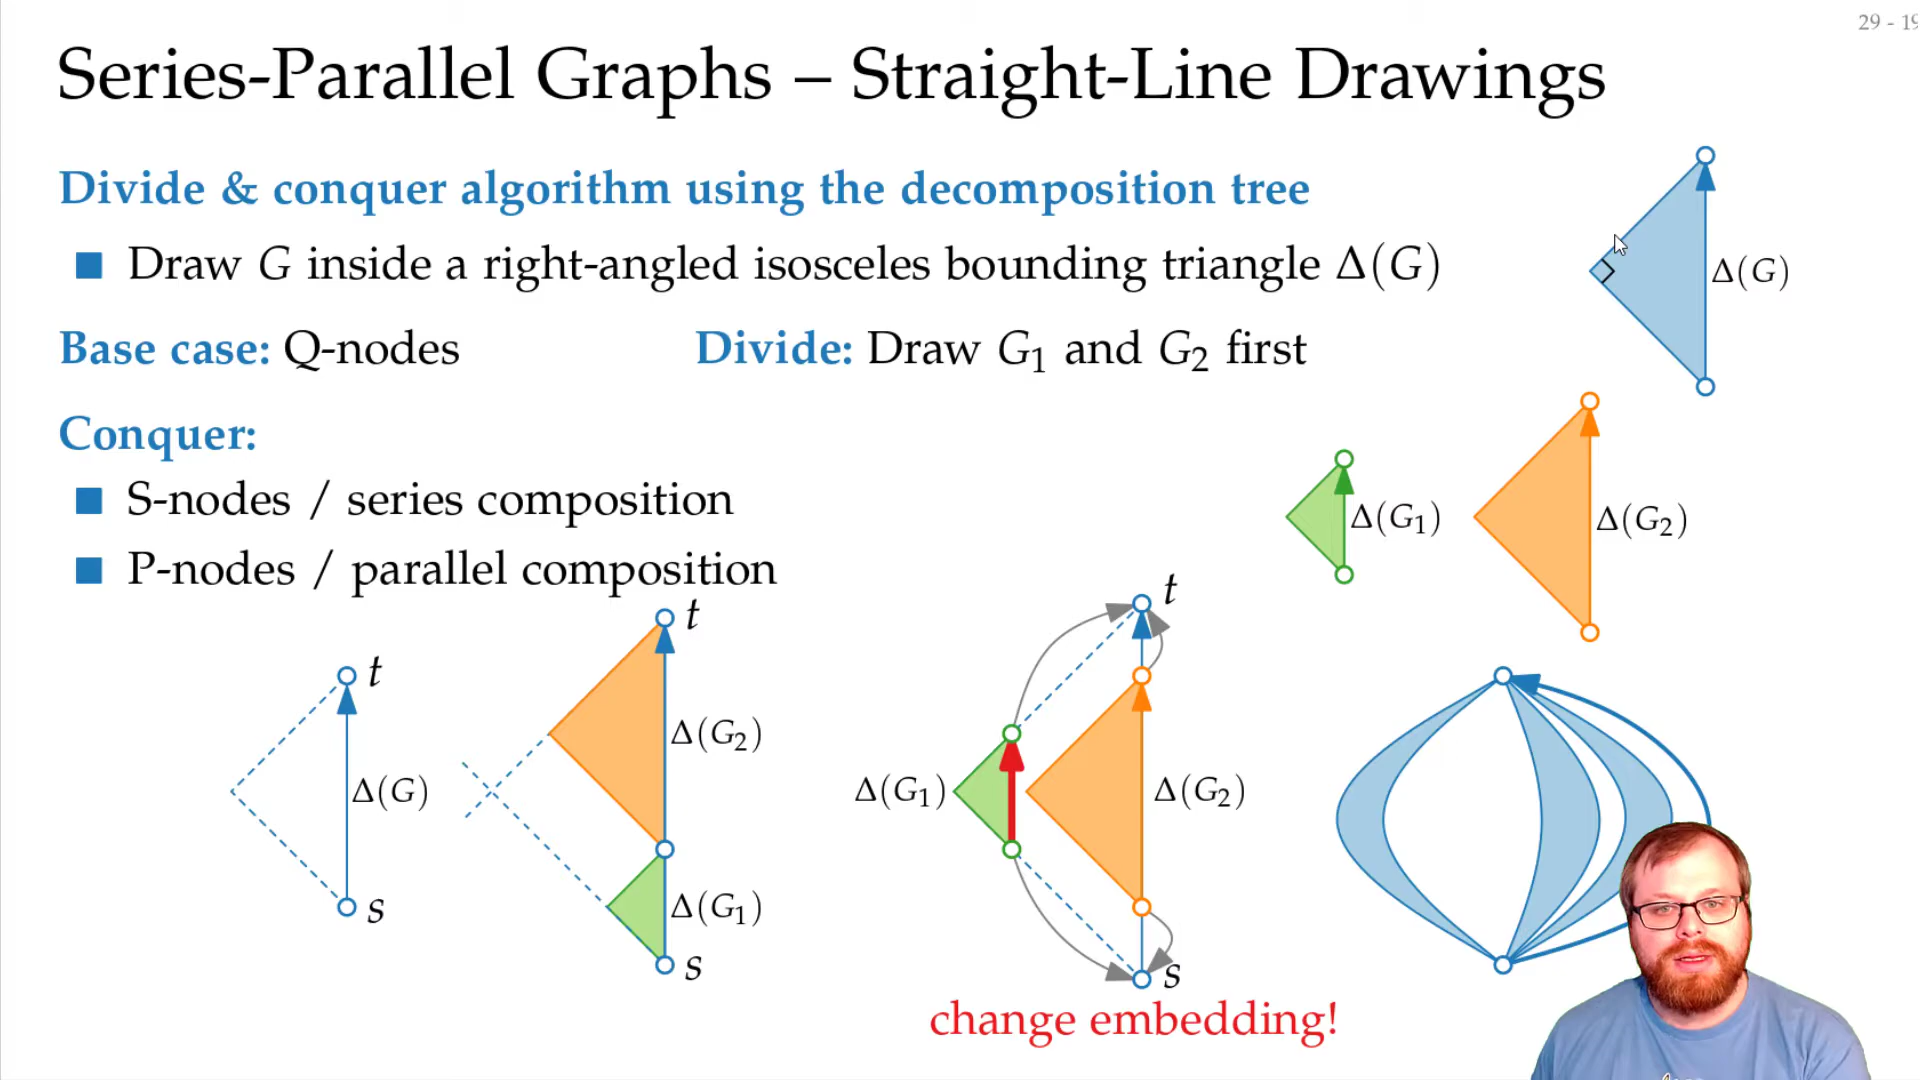 29 - 19
Series-Parallel Graphs – Straight-Line Drawings
Divide & conquer algorithm using the decomposition tree
Draw G inside a right-angled isosceles bounding triangle Δ(G)
Δ(G)
Base case: Q-nodes
Divide: Draw G₁ and G₂ first
Conquer:
S-nodes / series composition
P-nodes / parallel composition
Δ(G₁)
Δ(G₂)
t
Δ(G)
s
t
Δ(G₂)
Δ(G₁)
s
t
Δ(G₁)
Δ(G₂)
s
change embedding!